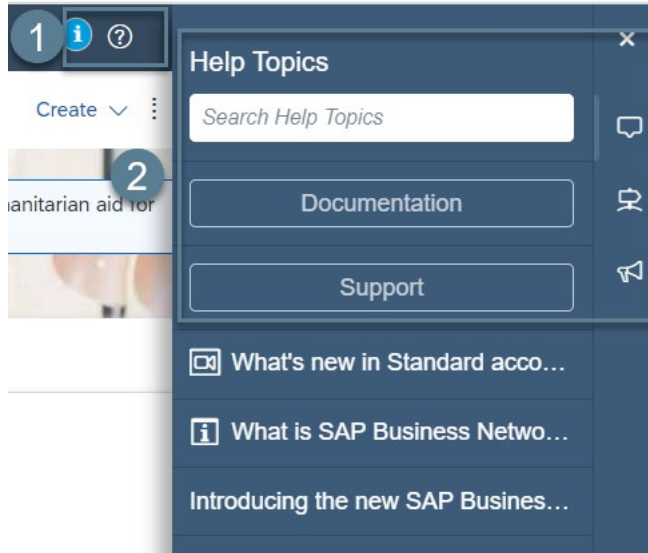 1
i ?
Help Topics
Search Help Topics
Create
2
anitarian aid for
Documentation
Support
What's new in Standard acco...
i What is SAP Business Netwo...
Introducing the new SAP Busines...